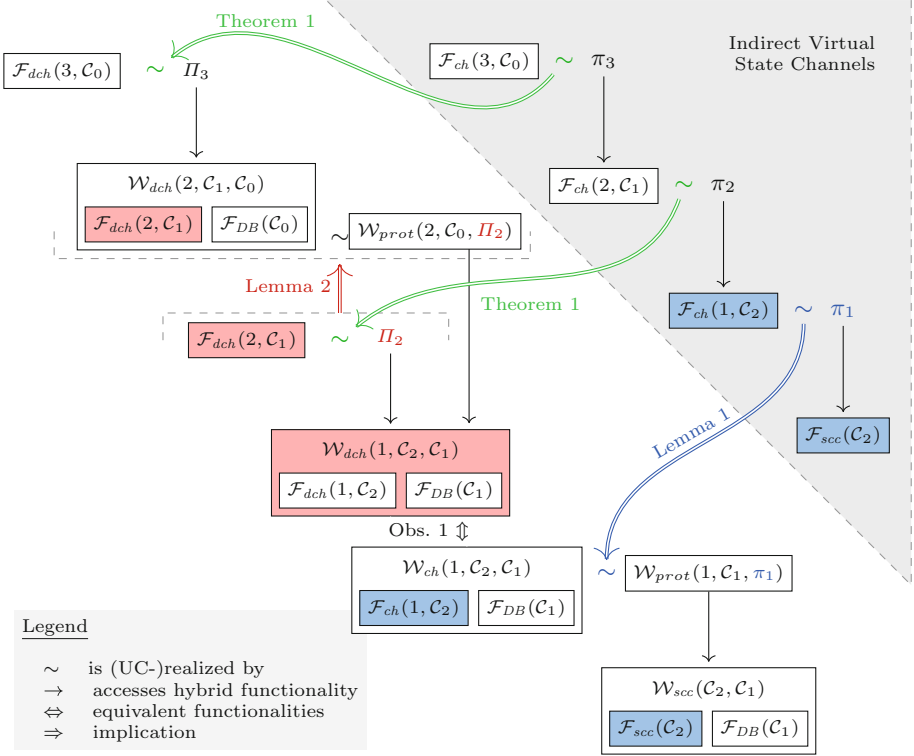 Theorem 1
Indirect Virtual
State Channels
𝓕_dch(3, 𝓒_0) ∼ Π_3
𝓕_ch(3, 𝓒_0) ∼ π_3
𝓦_dch(2, 𝓒_1, 𝓒_0)
𝓕_dch(2, 𝓒_1) 𝓕_DB(𝓒_0)
∼ 𝓦_prot(2, 𝓒_0, Π_2)
𝓕_ch(2, 𝓒_1) ∼ π_2
Lemma 2
Theorem 1
𝓕_dch(2, 𝓒_1) ∼ Π_2
𝓕_ch(1, 𝓒_2) ∼ π_1
Lemma 1
𝓕_scc(𝓒_2)
𝓦_dch(1, 𝓒_2, 𝓒_1)
𝓕_dch(1, 𝓒_2) 𝓕_DB(𝓒_1)
Obs. 1 ⇕
𝓦_ch(1, 𝓒_2, 𝓒_1)
𝓕_ch(1, 𝓒_2) 𝓕_DB(𝓒_1)
∼ 𝓦_prot(1, 𝓒_1, π_1)
𝓦_scc(𝓒_2, 𝓒_1)
𝓕_scc(𝓒_2) 𝓕_DB(𝓒_1)
Legend
∼ is (UC-)realized by
→ accesses hybrid functionality
⇔ equivalent functionalities
⇒ implication